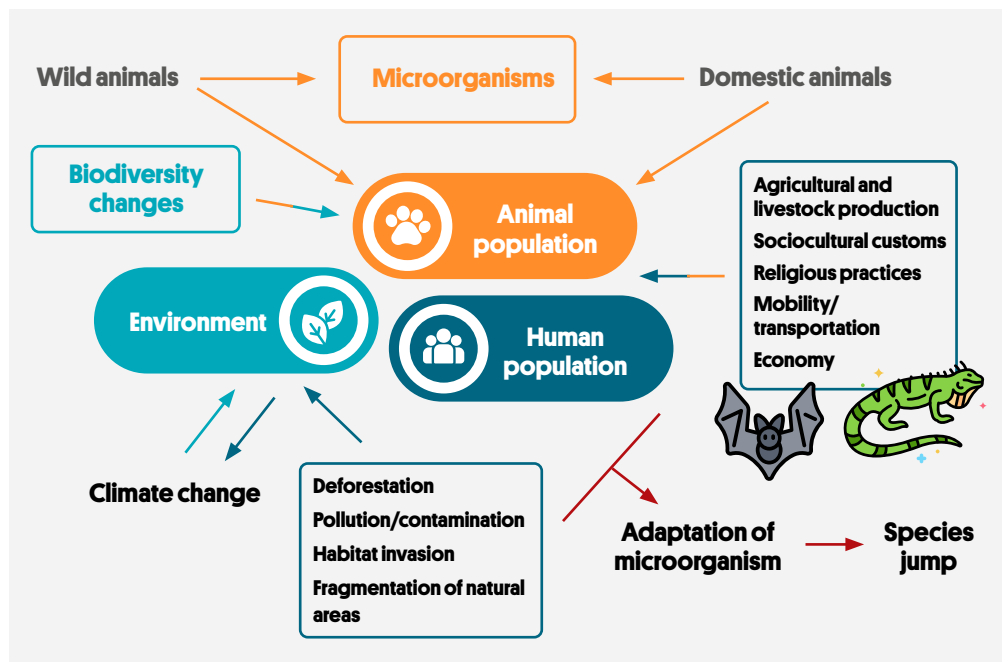 Wild animals
Microorganisms
Domestic animals
Biodiversity
changes
Animal
population
Agricultural and
livestock production
Sociocultural customs
Religious practices
Mobility/
transportation
Economy
Environment
Human
population
Climate change
Deforestation
Pollution/contamination
Habitat invasion
Fragmentation of natural
areas
Adaptation of
microorganism
Species
jump